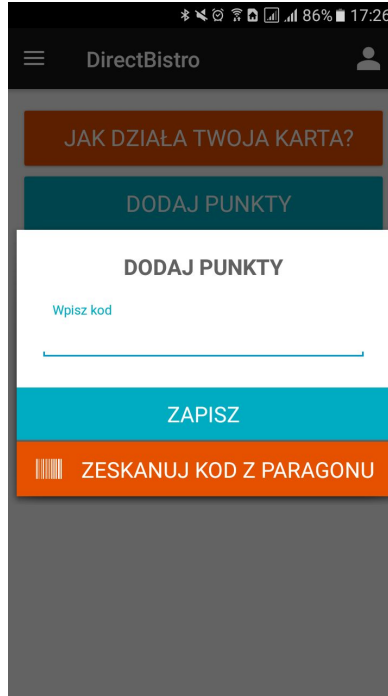 86% 17:26
DirectBistro
JAK DZIAŁA TWOJA KARTA?
DODAJ PUNKTY
DODAJ PUNKTY
Wpisz kod
ZAPISZ
ZESKANUJ KOD Z PARAGONU